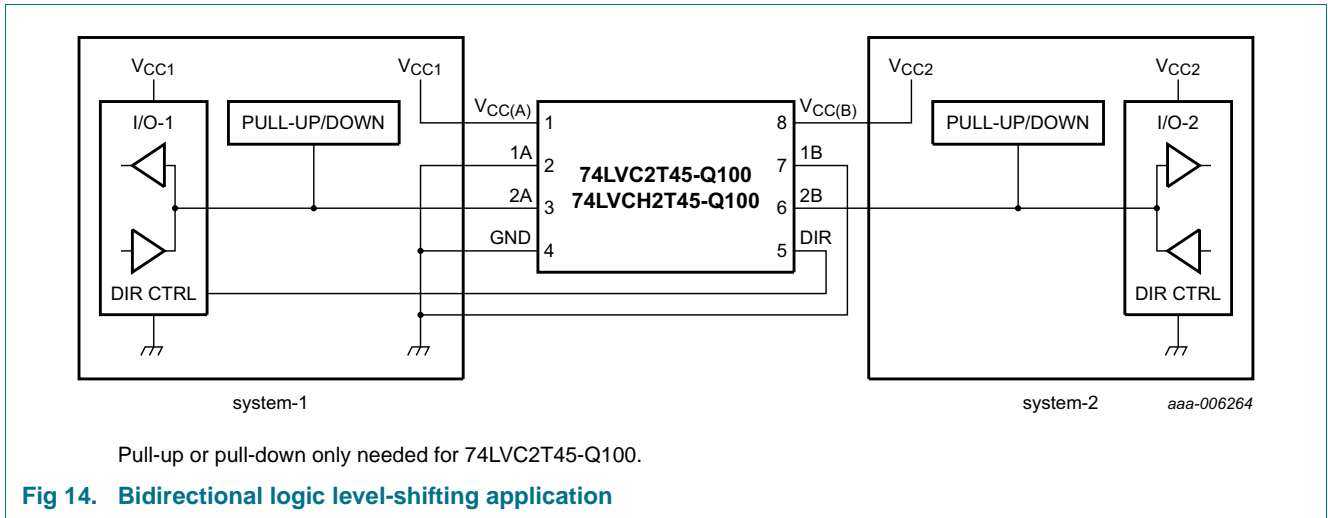 VCC1
VCC1
VCC2
VCC2
I/O-1
PULL-UP/DOWN
VCC(A)
1
8
VCC(B)
PULL-UP/DOWN
I/O-2
1A
2
74LVC2T45-Q100
7
1B
2A
3
74LVCH2T45-Q100
6
2B
GND
4
5
DIR
DIR CTRL
DIR CTRL
system-1
system-2
aaa-006264
Pull-up or pull-down only needed for 74LVC2T45-Q100.
Fig 14. Bidirectional logic level-shifting application